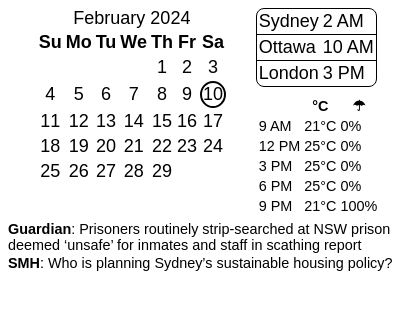 February 2024
Su Mo Tu We Th Fr Sa
1 2 3
4 5 6 7 8 9 10
11 12 13 14 15 16 17
18 19 20 21 22 23 24
25 26 27 28 29
Sydney 2 AM
Ottawa 10 AM
London 3 PM
°C ☂
9 AM 21°C 0%
12 PM 25°C 0%
3 PM 25°C 0%
6 PM 25°C 0%
9 PM 21°C 100%
Guardian: Prisoners routinely strip-searched at NSW prison
deemed ‘unsafe’ for inmates and staff in scathing report
SMH: Who is planning Sydney’s sustainable housing policy?